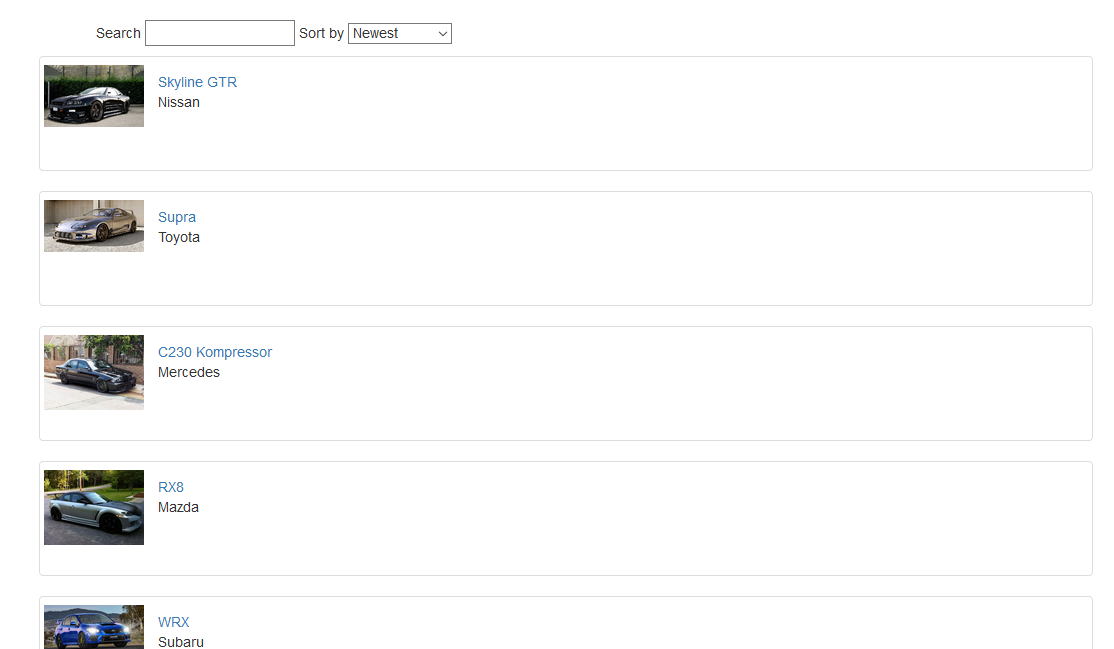 Search Sort by Newest
Skyline GTR
Nissan
Supra
Toyota
C230 Kompressor
Mercedes
RX8
Mazda
WRX
Subaru